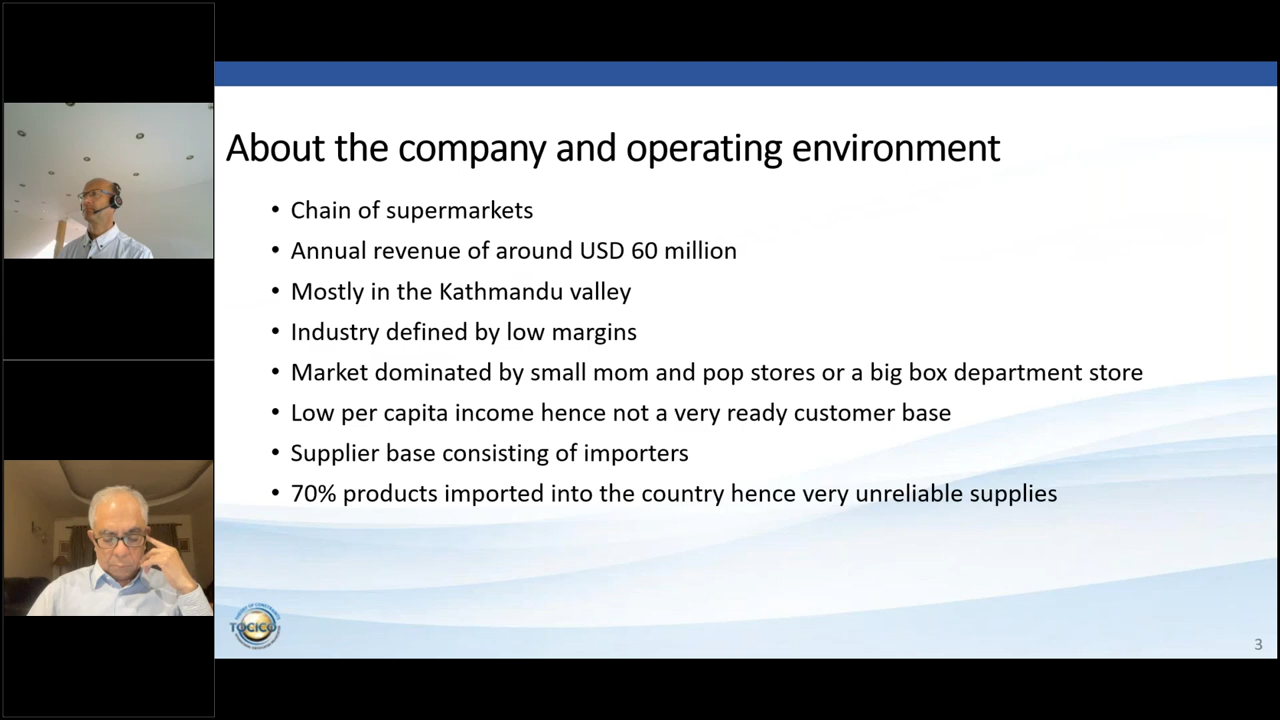 About the company and operating environment
• Chain of supermarkets
• Annual revenue of around USD 60 million
• Mostly in the Kathmandu valley
• Industry defined by low margins
• Market dominated by small mom and pop stores or a big box department store
• Low per capita income hence not a very ready customer base
• Supplier base consisting of importers
• 70% products imported into the country hence very unreliable supplies
TOCICO
3